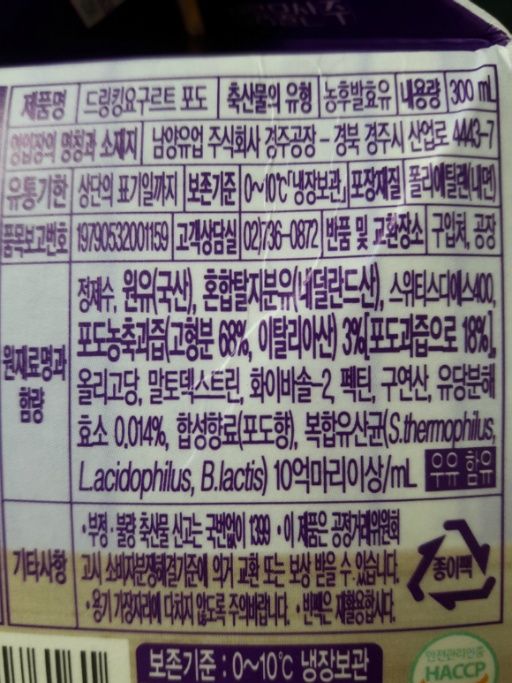 제품명 드링킹요구르트 포도 축산물의 유형 농후발효유 내용량 300 mL
영업장의 명칭과 소재지 남양유업 주식회사 경주공장 - 경북 경주시 산업로 4443-7
유통기한 상단의 표기일까지 보존기준 0~10℃「냉장보관」 포장재질 폴리에틸렌(내면)
품목보고번호 19790532001159 고객상담실 02)736-0872 반품 및 교환장소 구입처, 공장
정제수, 원유(국산), 혼합탈지분유(네덜란드산), 스위티스디에스400,
포도농축과즙(고형분 68%, 이탈리아산) 3%[포도과즙으로 18%],
원재료명과 함량 올리고당, 말토덱스트린, 화이바솔-2, 펙틴, 구연산, 유당분해
효소 0.014%, 합성향료(포도향), 복합유산균(S.thermophilus,
L.acidophilus, B.lactis) 10억마리이상/mL 우유 함유
•부정·불량 축산물 신고는 국번없이 1399 •이 제품은 공정거래위원회
기타사항 고시 소비자분쟁해결기준에 의거 교환 또는 보상 받을 수 있습니다.
•용기 가장자리에 다치지 않도록 주의바랍니다. •빈팩은 재활용합시다.
종이팩
보존기준 : 0~10℃ 냉장보관
안전관리인증
HACCP